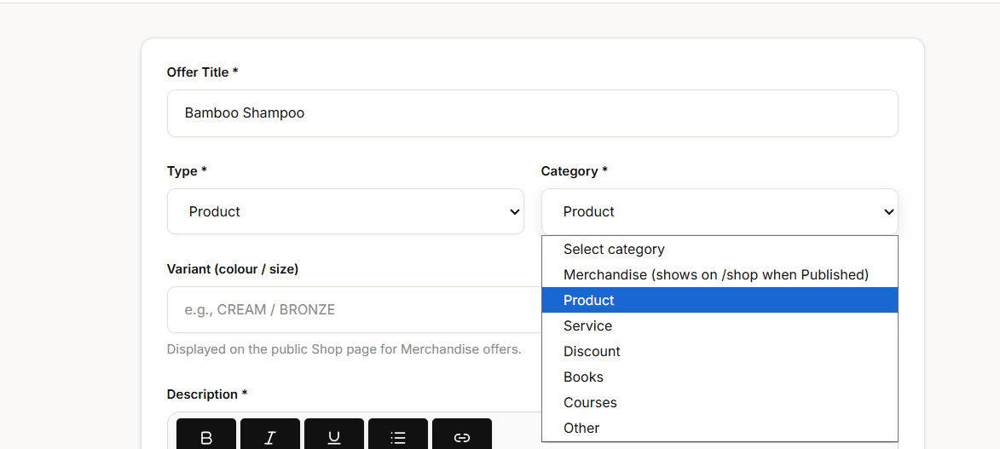 Offer Title *
Bamboo Shampoo
Type *
Category *
Product
Product
Select category
Merchandise (shows on /shop when Published)
Product
Service
Discount
Books
Courses
Other
Variant (colour / size)
e.g., CREAM / BRONZE
Displayed on the public Shop page for Merchandise offers.
Description *
B
I
U